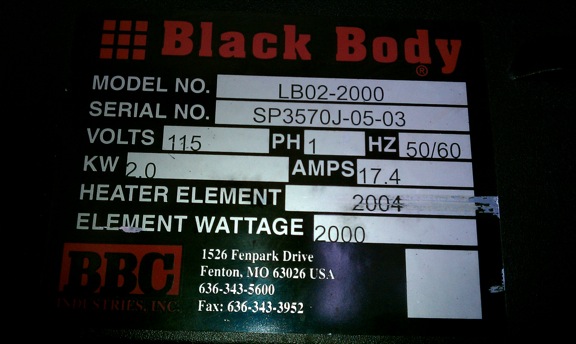 Black Body®
MODEL NO. LB02-2000
SERIAL NO. SP3570J-05-03
VOLTS 115 PH 1 HZ 50/60
KW 2.0 AMPS 17.4
HEATER ELEMENT 2004
ELEMENT WATTAGE 2000
BBC
INDUSTRIES, INC.
1526 Fenpark Drive
Fenton, MO 63026 USA
636-343-5600
Fax: 636-343-3952